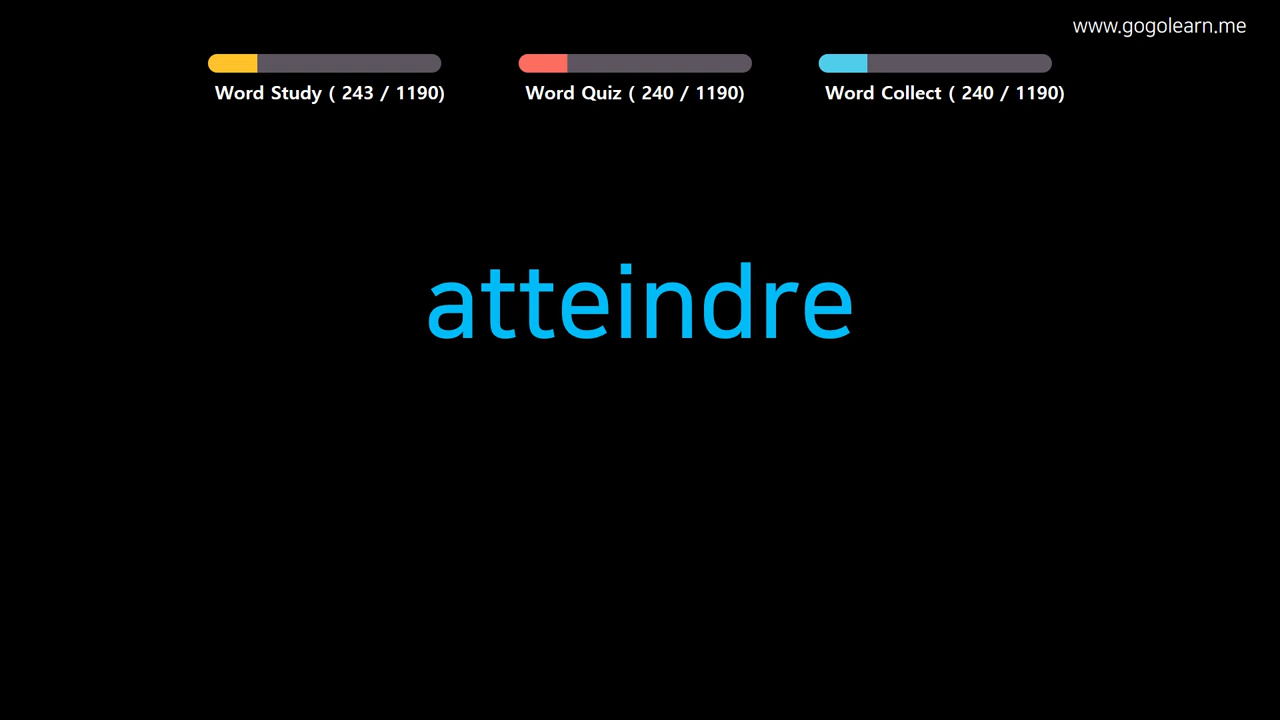 www.gogolearn.me
Word Study ( 243 / 1190)
Word Quiz ( 240 / 1190)
Word Collect ( 240 / 1190)
atteindre